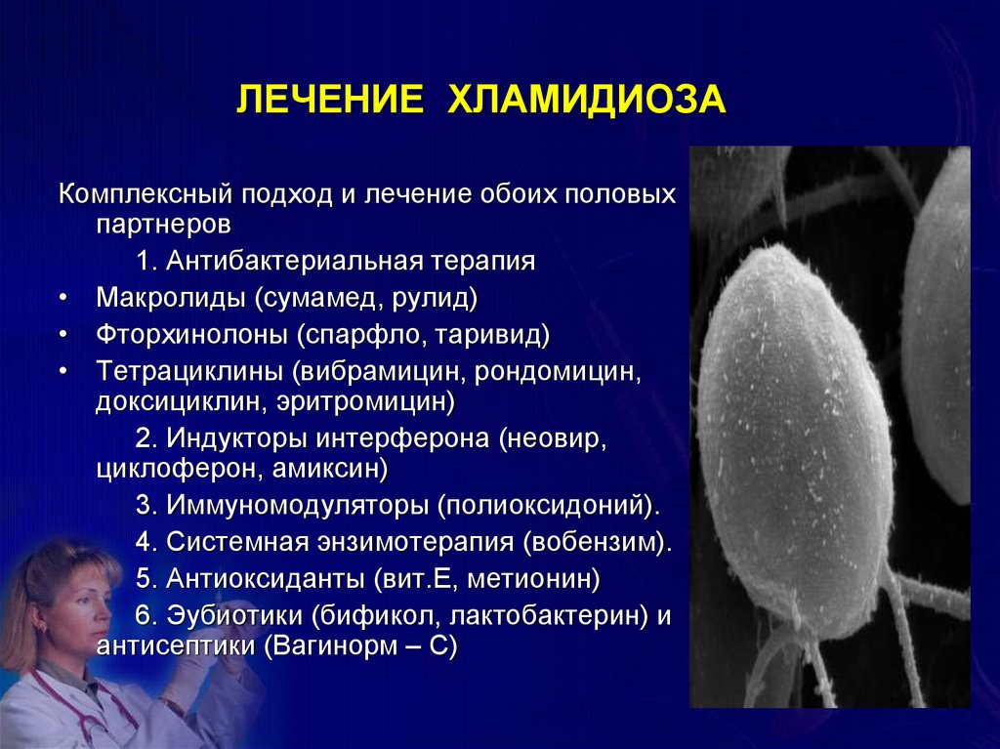 ЛЕЧЕНИЕ ХЛАМИДИОЗА
Комплексный подход и лечение обоих половых
партнеров
1. Антибактериальная терапия
• Макролиды (сумамед, рулид)
• Фторхинолоны (спарфло, таривид)
• Тетрациклины (вибрамицин, рондомицин,
доксициклин, эритромицин)
2. Индукторы интерферона (неовир,
циклоферон, амиксин)
3. Иммуномодуляторы (полиоксидоний).
4. Системная энзимотерапия (вобензим).
5. Антиоксиданты (вит.Е, метионин)
6. Эубиотики (бификол, лактобактерин) и
антисептики (Вагинорм – С)